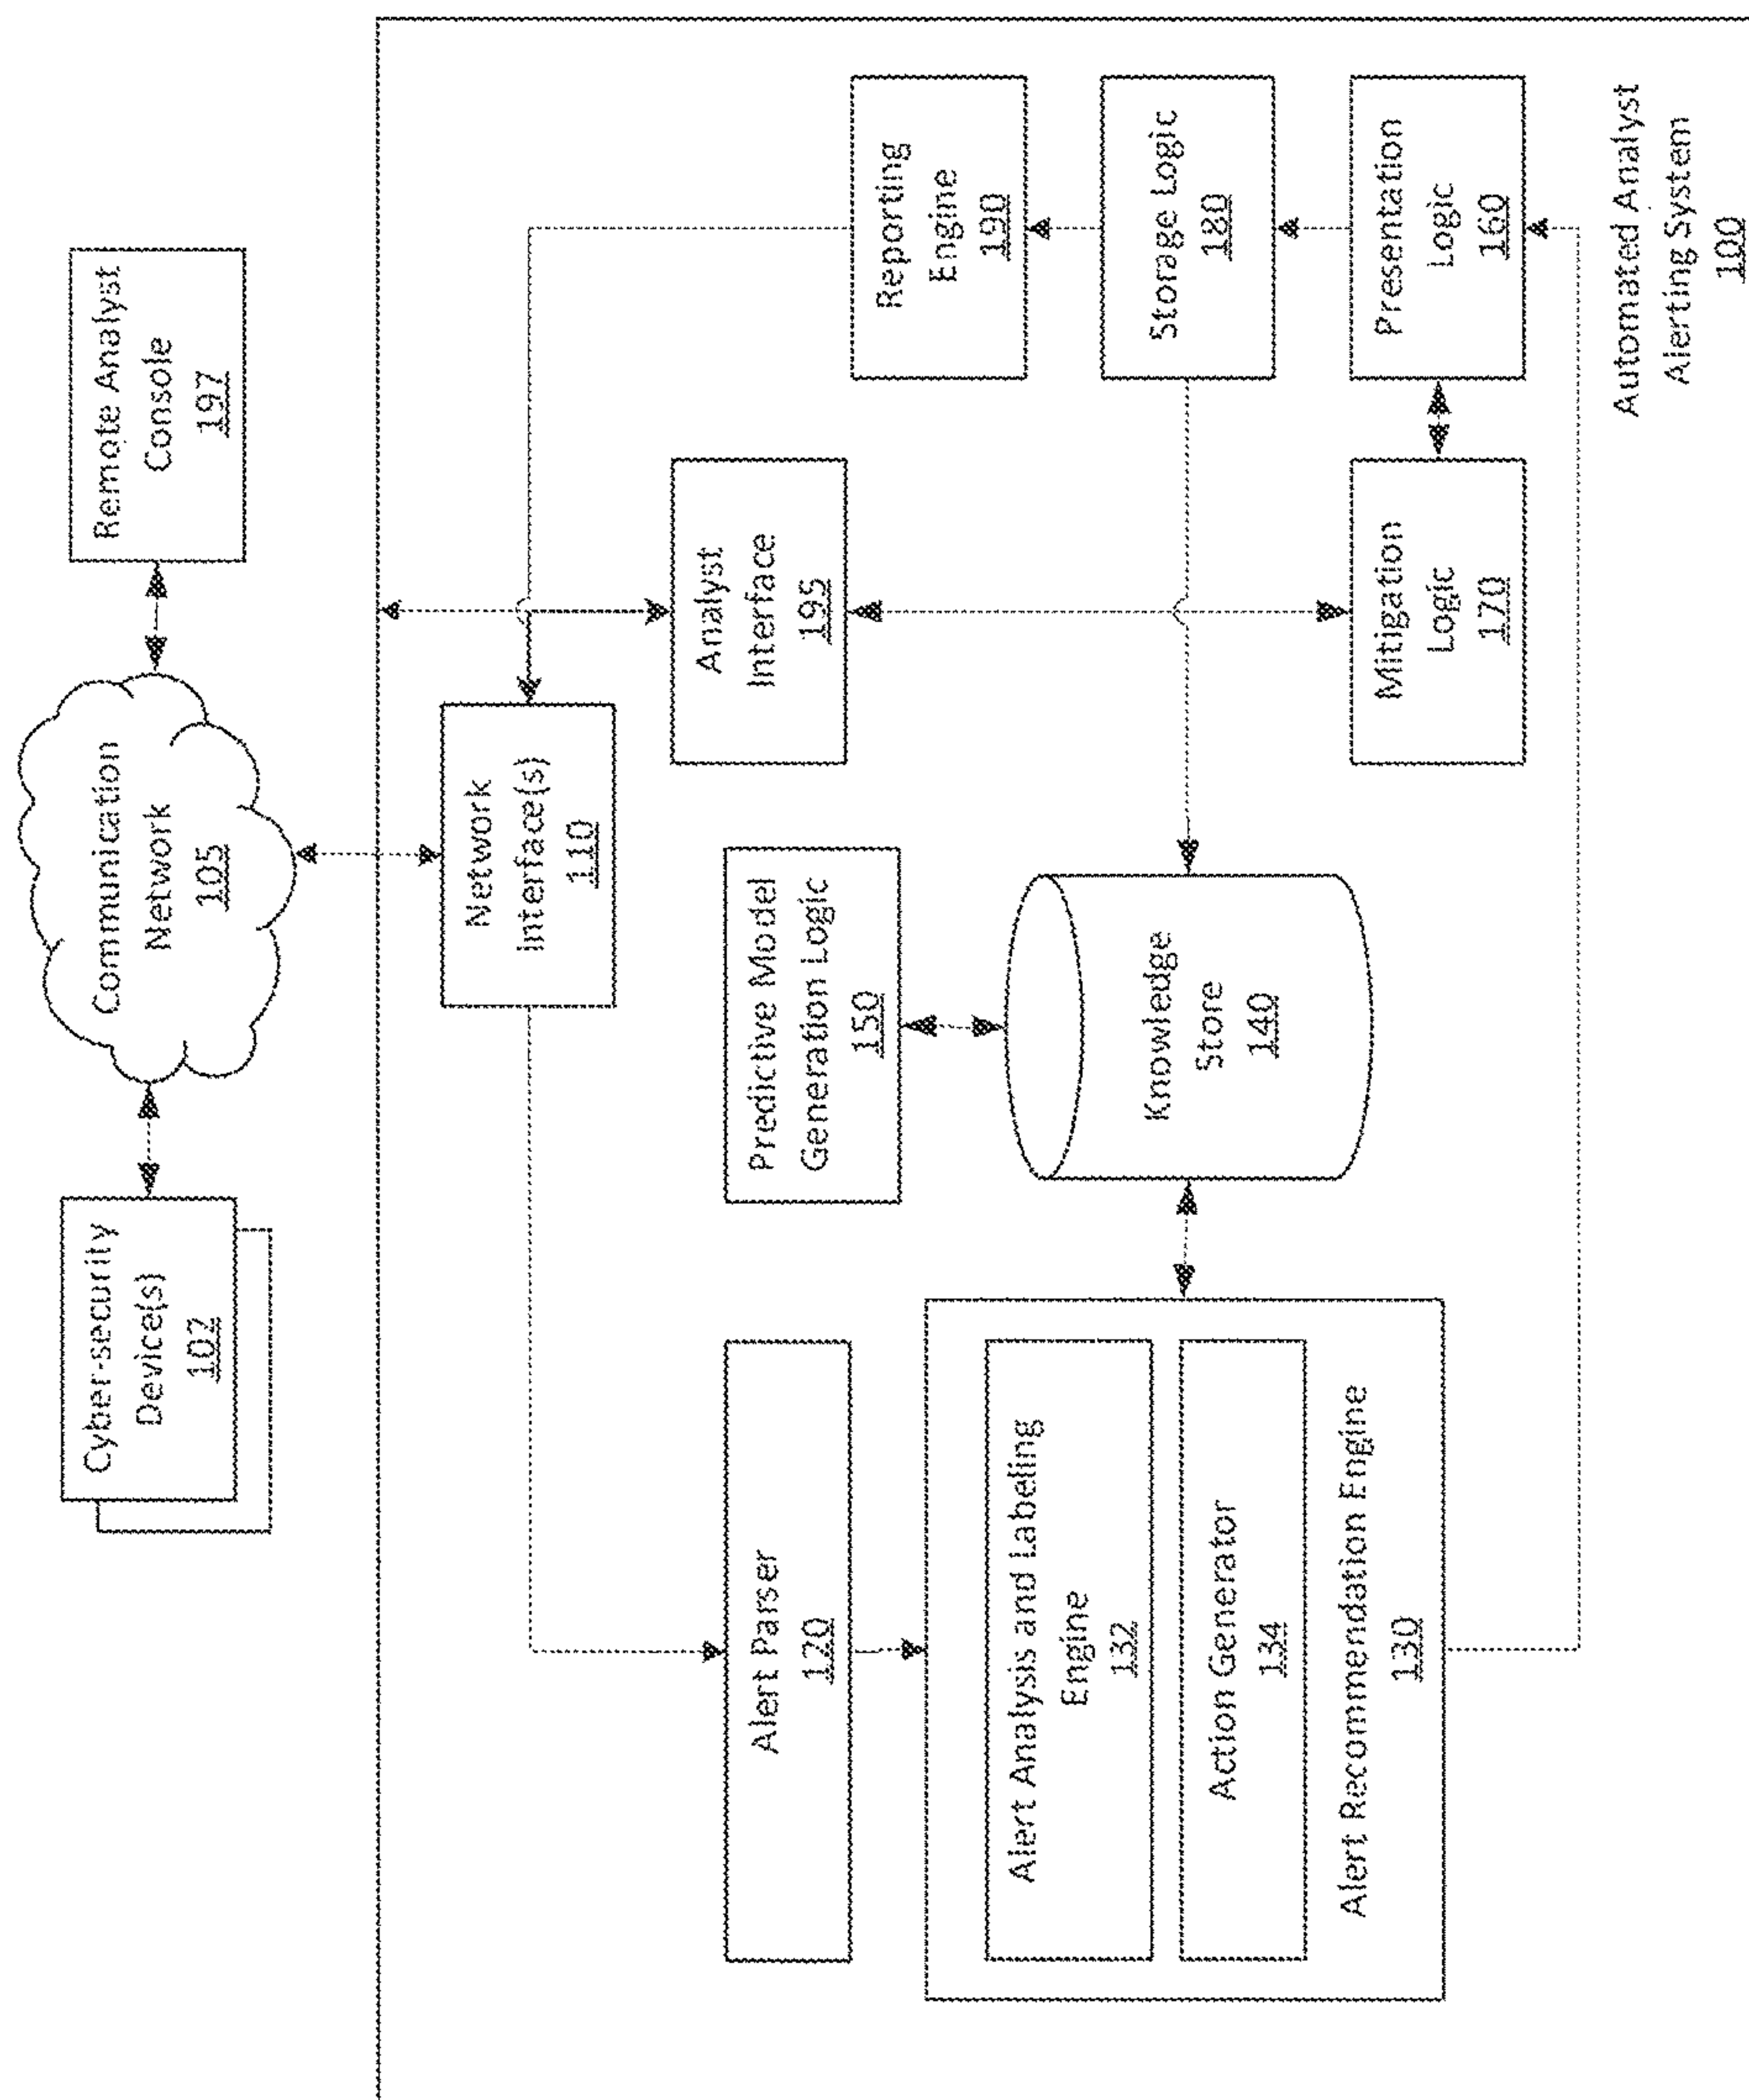 Cyber-security
Device(s)
102
Communication
Network
105
Remote Analyst
Console
197
Network
Interface(s)
110
Alert Parser
120
Predictive Model
Generation Logic
150
Analyst
Interface
195
Reporting
Engine
190
Alert Analysis and Labeling
Engine
132
Action Generator
134
Alert Recommendation Engine
130
Knowledge
Store
140
Storage Logic
180
Mitigation
Logic
170
Presentation
Logic
160
Automated Analyst
Alerting System
100